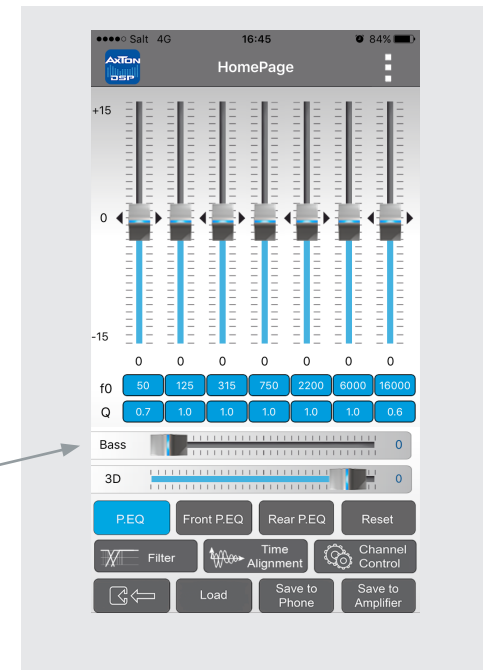 Salt 4G 16:45 84%
AXTON DSP HomePage
+15
0
-15
0 0 0 0 0 0 0
f0 50 125 315 750 2200 6000 16000
Q 0.7 1.0 1.0 1.0 1.0 1.0 0.6
Bass 0
3D 0
P.EQ Front P.EQ Rear P.EQ Reset
Filter Time Alignment Channel Control
Load Save to Phone Save to Amplifier